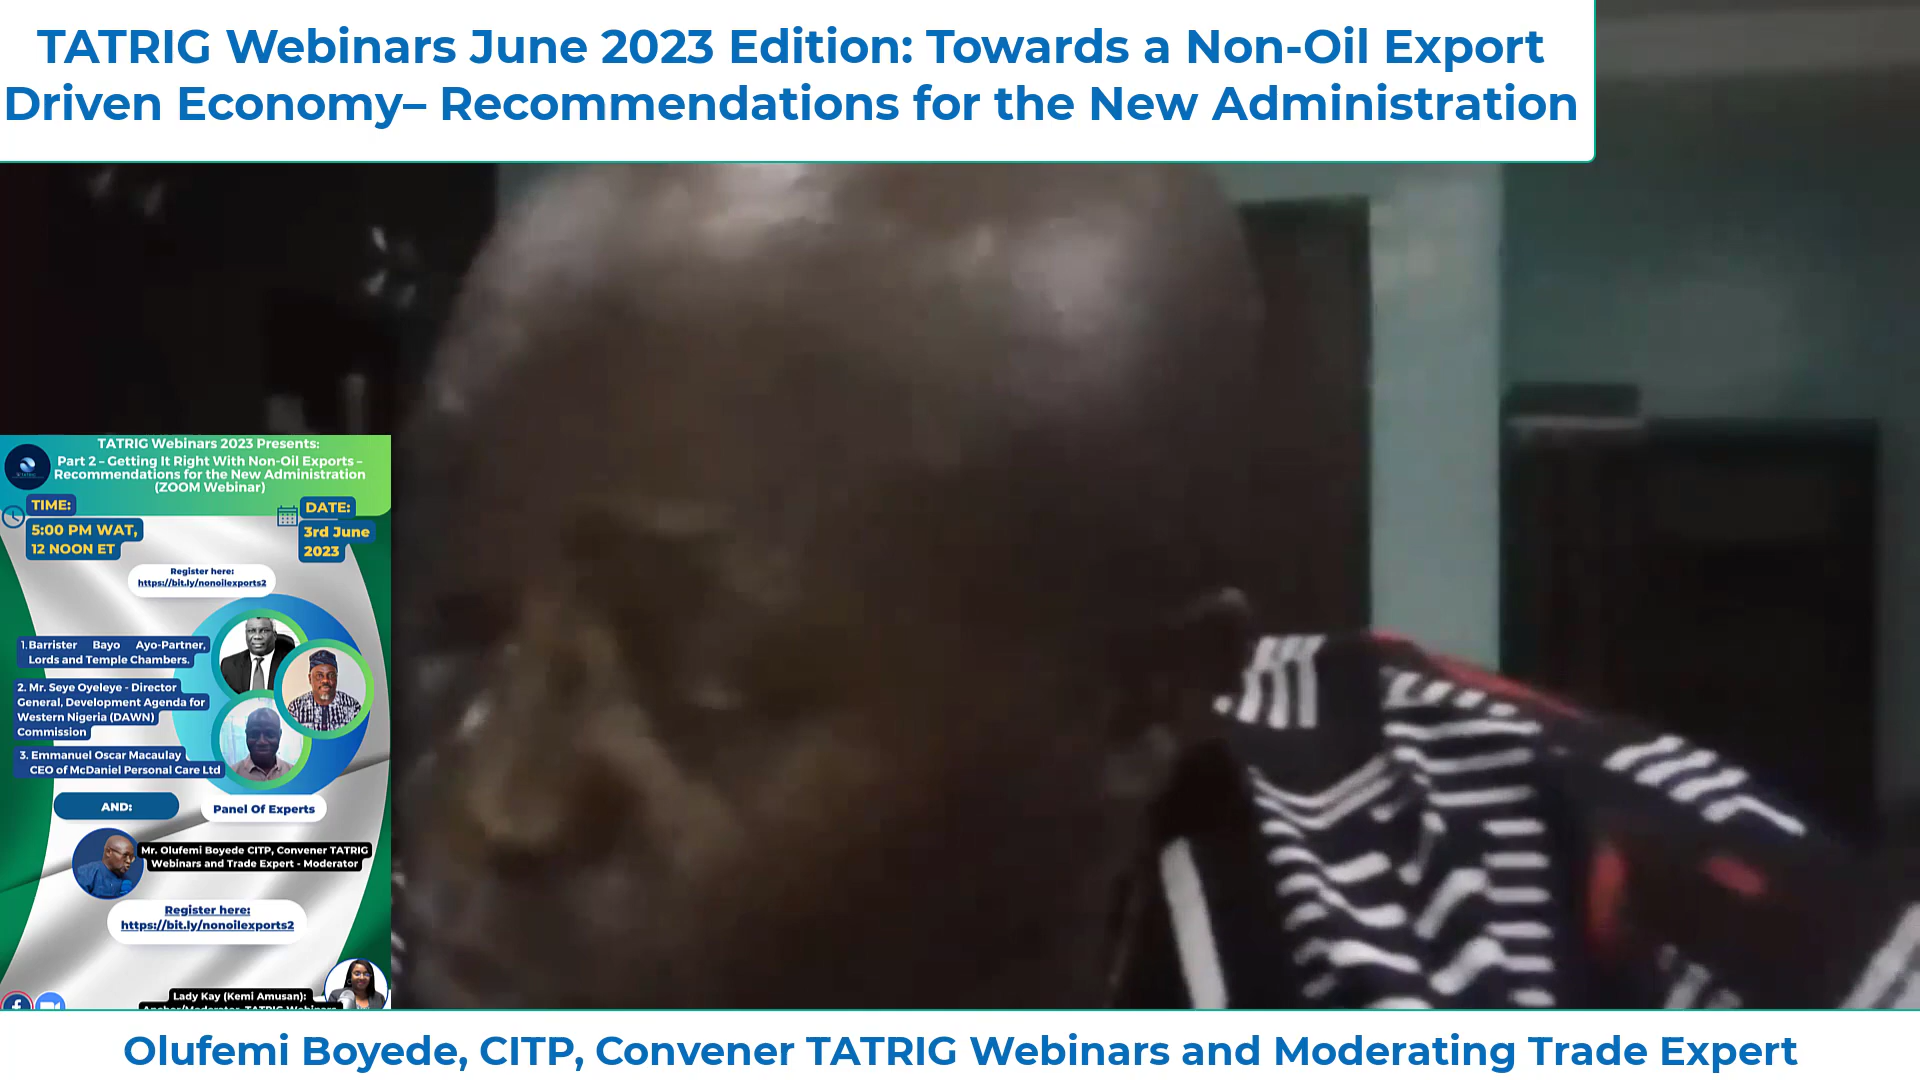 TATRIG Webinars June 2023 Edition: Towards a Non-Oil Export
Driven Economy– Recommendations for the New Administration
TATRIG Webinars 2023 Presents:
Part 2 – Getting It Right With Non-Oil Exports –
Recommendations for the New Administration
(ZOOM Webinar)
TIME:
5:00 PM WAT,
12 NOON ET
DATE:
3rd June
2023
Register here:
https://bit.ly/nonoilexports2
1. Barrister Bayo Ayo-Partner,
Lords and Temple Chambers.
2. Mr. Seye Oyeleye - Director
General, Development Agenda for
Western Nigeria (DAWN)
Commission
3. Emmanuel Oscar Macaulay
CEO of McDaniel Personal Care Ltd
AND:
Panel Of Experts
Mr. Olufemi Boyede CITP, Convener TATRIG
Webinars and Trade Expert - Moderator
Register here:
https://bit.ly/nonoilexports2
Lady Kay (Kemi Amusan):
Anchor/Moderator, TATRIG Webinars
Olufemi Boyede, CITP, Convener TATRIG Webinars and Moderating Trade Expert